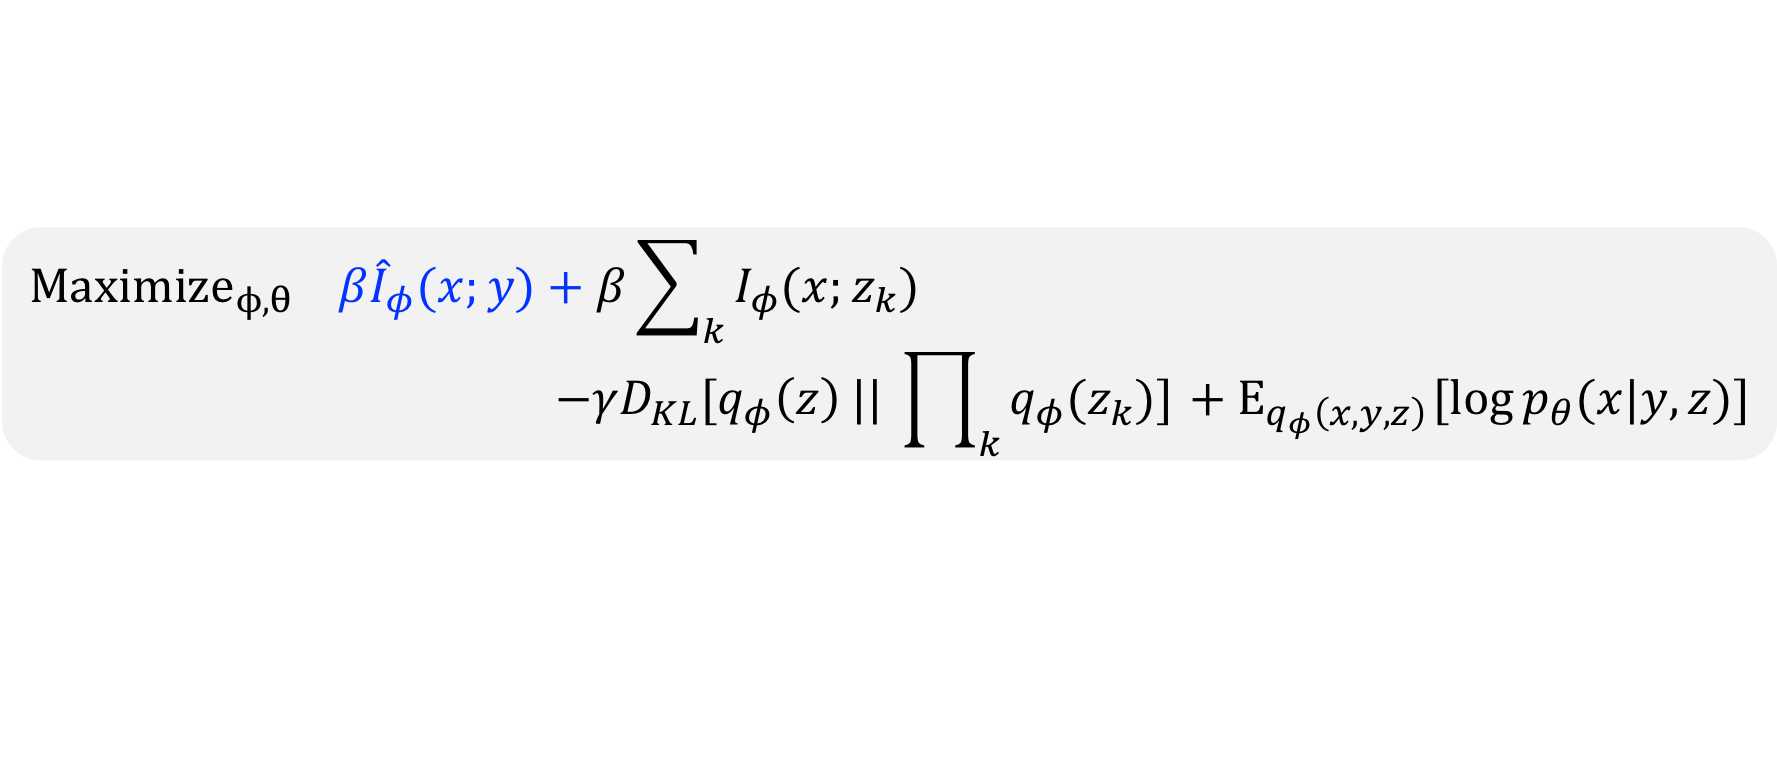 Maximize_{ϕ,θ} βÎ_ϕ(x; y) + β∑_k I_ϕ(x; z_k)
−γD_{KL}[q_ϕ(z) || ∏_k q_ϕ(z_k)] + E_{q_ϕ(x,y,z)}[log p_θ(x|y, z)]